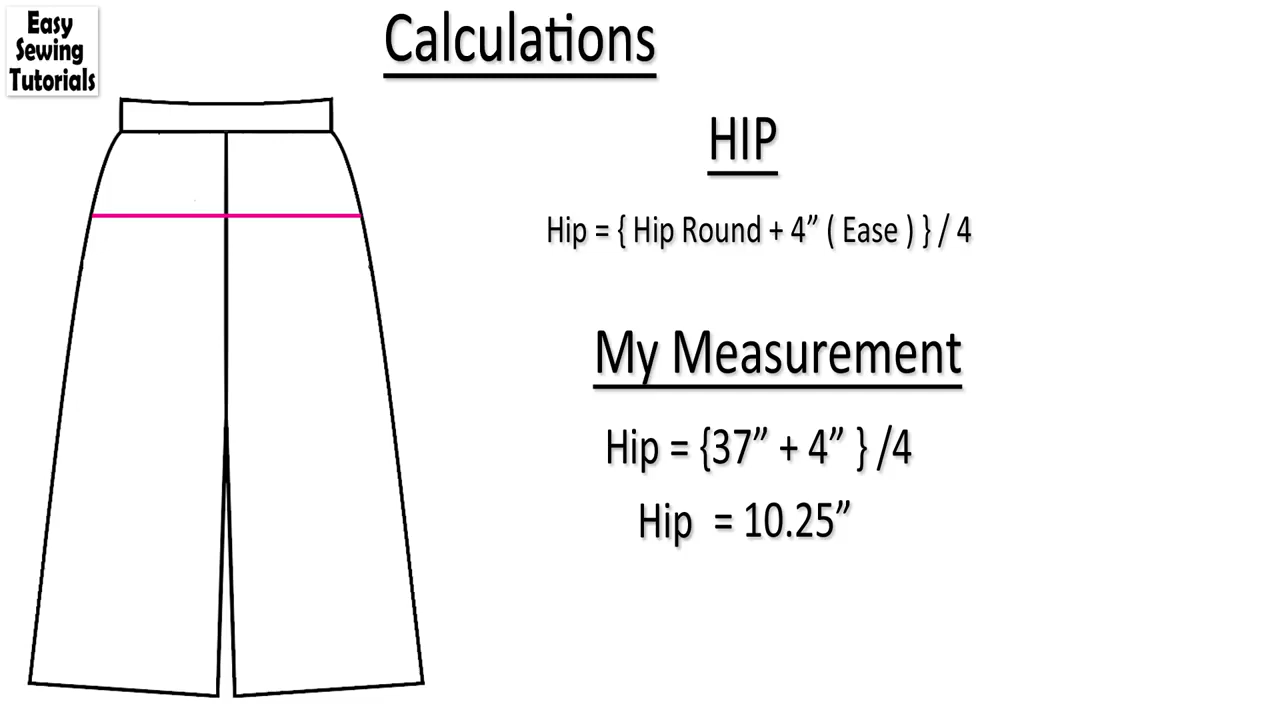 Easy
Sewing
Tutorials
Calculations
HIP
Hip = { Hip Round + 4” ( Ease ) } / 4
My Measurement
Hip = {37” + 4” } /4
Hip = 10.25”